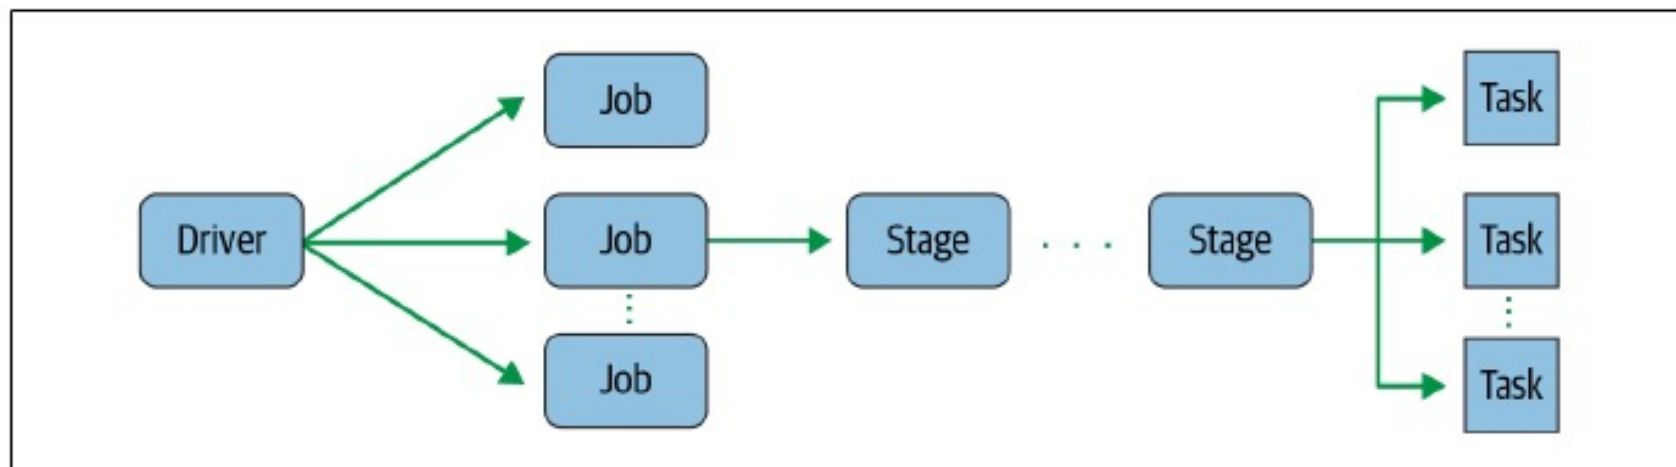 Job
Task
Driver
Job
Stage
Stage
Task
Job
Task